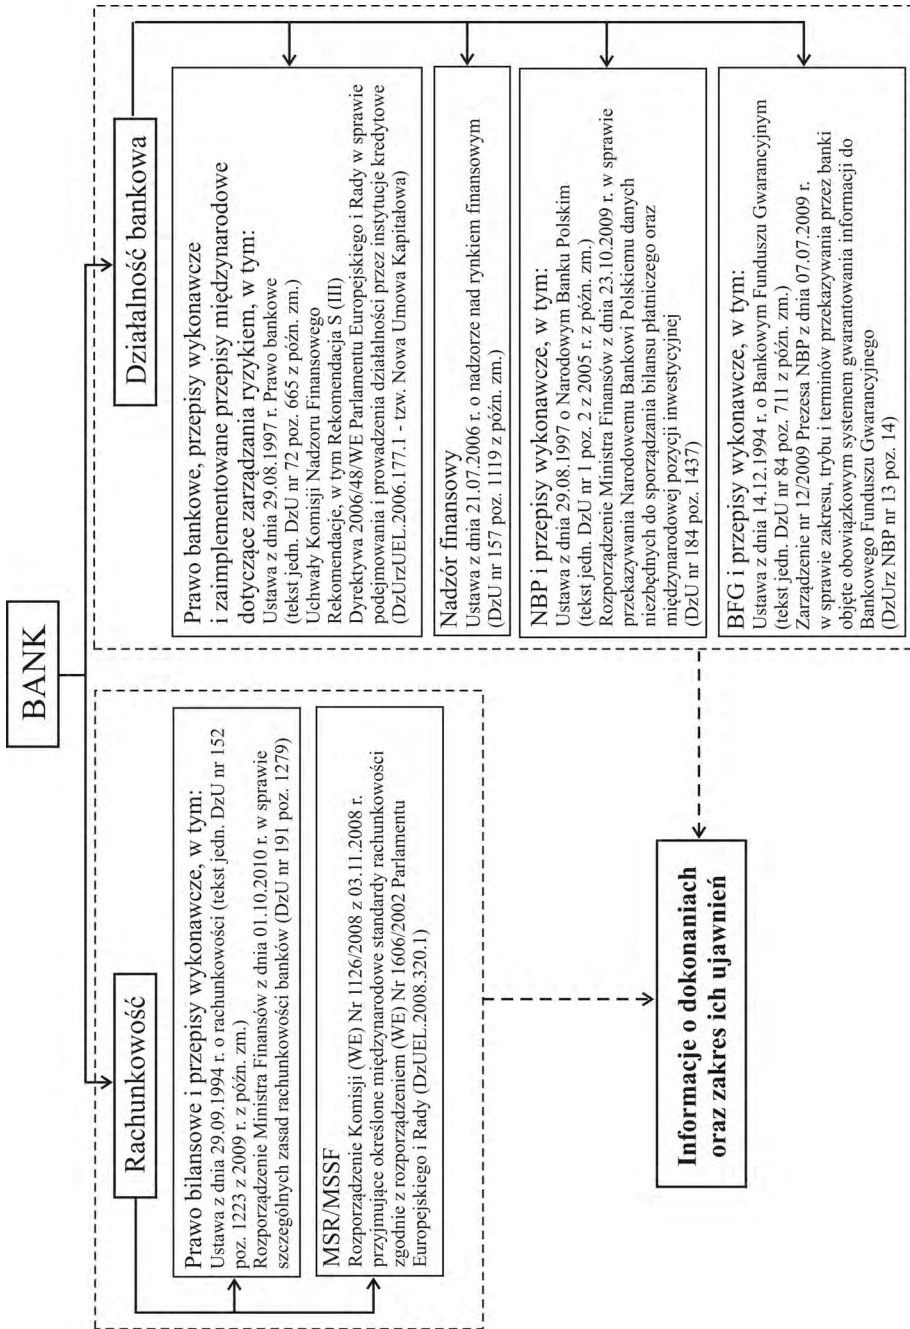 BANK
Rachunkowość
Prawo bilansowe i przepisy wykonawcze, w tym:
Ustawa z dnia 29.09.1994 r. o rachunkowości (tekst jedn. DzU nr 152
poz. 1223 z 2009 r. z późn. zm.)
Rozporządzenie Ministra Finansów z dnia 01.10.2010 r. w sprawie
szczególnych zasad rachunkowości banków (DzU nr 191 poz. 1279)
MSR/MSSF
Rozporządzenie Komisji (WE) Nr 1126/2008 z 03.11.2008 r.
przyjmujące określone międzynarodowe standardy rachunkowości
zgodnie z rozporządzeniem (WE) Nr 1606/2002 Parlamentu
Europejskiego i Rady (DzUEL.2008.320.1)
Działalność bankowa
Prawo bankowe, przepisy wykonawcze
i zaimplementowane przepisy międzynarodowe
dotyczące zarządzania ryzykiem, w tym:
Ustawa z dnia 29.08.1997 r. Prawo bankowe
(tekst jedn. DzU nr 72 poz. 665 z późn. zm.)
Uchwały Komisji Nadzoru Finansowego
Rekomendacje, w tym Rekomendacja S (III)
Dyrektywa 2006/48/WE Parlamentu Europejskiego i Rady w sprawie
podejmowania i prowadzenia działalności przez instytucje kredytowe
(DzUrzUEL.2006.177.1 - tzw. Nowa Umowa Kapitałowa)
Nadzór finansowy
Ustawa z dnia 21.07.2006 r. o nadzorze nad rynkiem finansowym
(DzU nr 157 poz. 1119 z późn. zm.)
NBP i przepisy wykonawcze, w tym:
Ustawa z dnia 29.08.1997 o Narodowym Banku Polskim
(tekst jedn. DzU nr 1 poz. 2 z 2005 r. z późn. zm.)
Rozporządzenie Ministra Finansów z dnia 23.10.2009 r. w sprawie
przekazywania Narodowemu Bankowi Polskiemu danych
niezbędnych do sporządzania bilansu płatniczego oraz
międzynarodowej pozycji inwestycyjnej
(DzU nr 184 poz. 1437)
BFG i przepisy wykonawcze, w tym:
Ustawa z dnia 14.12.1994 r. o Bankowym Funduszu Gwarancyjnym
(tekst jedn. DzU nr 84 poz. 711 z późn. zm.)
Zarządzenie nr 12/2009 Prezesa NBP z dnia 07.07.2009 r.
w sprawie zakresu, trybu i terminów przekazywania przez banki
objęte obowiązkowym systemem gwarantowania informacji do
Bankowego Funduszu Gwarancyjnego
(DzUrz NBP nr 13 poz. 14)
Informacje o dokonaniach
oraz zakres ich ujawnień